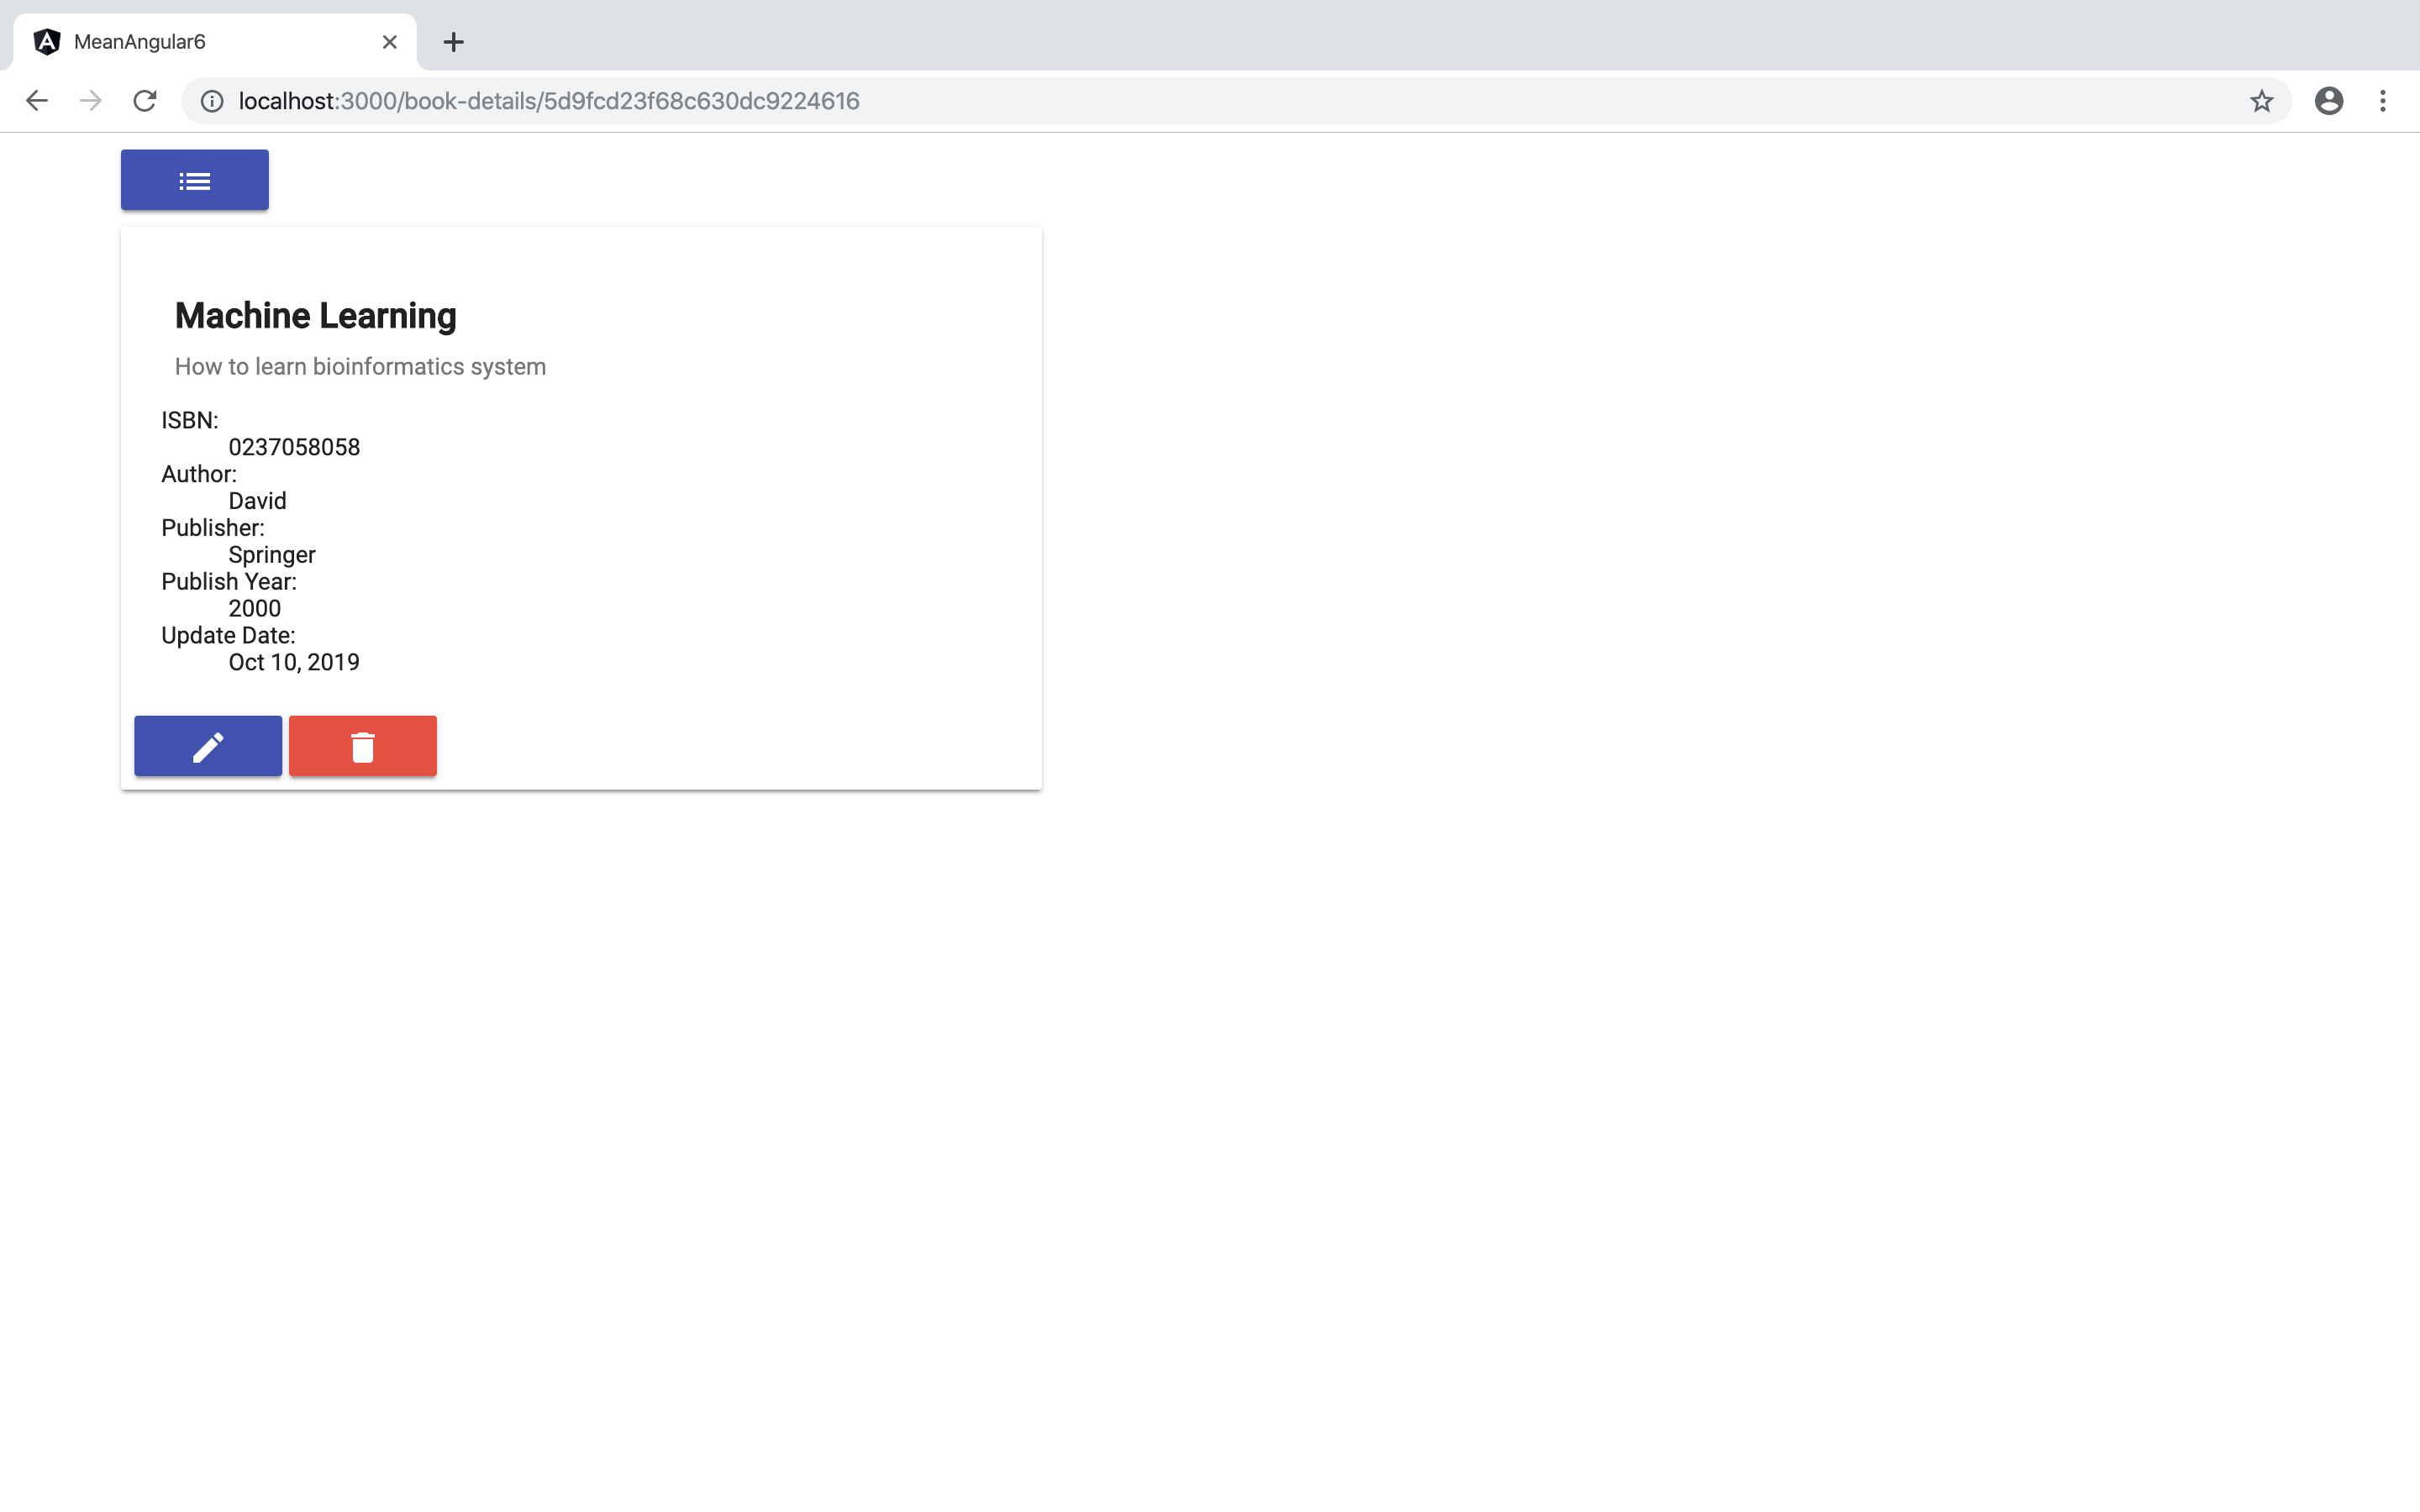 MeanAngular6
localhost:3000/book-details/5d9fcd23f68c630dc9224616
Machine Learning
How to learn bioinformatics system
ISBN:
0237058058
Author:
David
Publisher:
Springer
Publish Year:
2000
Update Date:
Oct 10, 2019